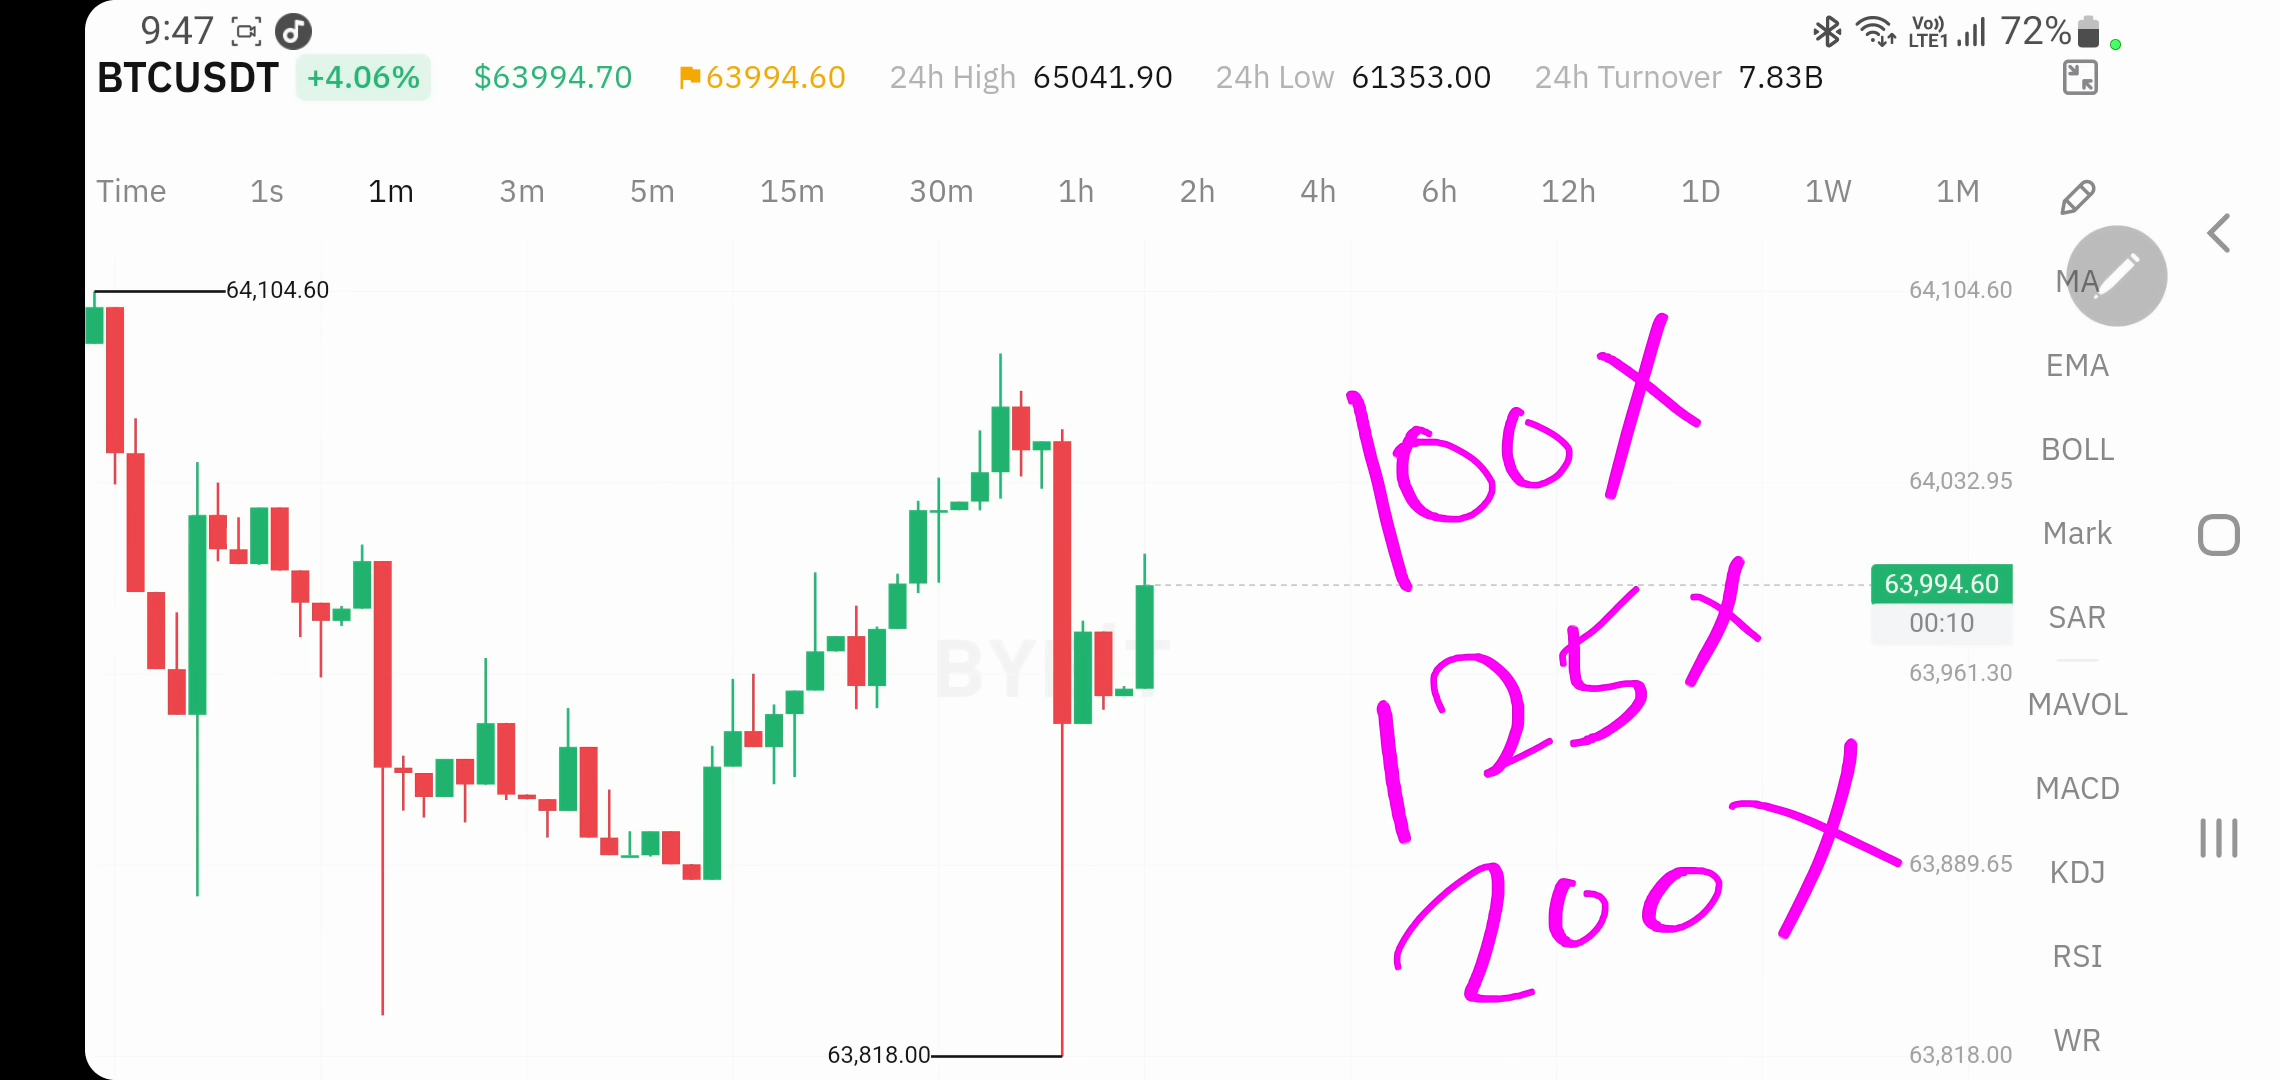 9:47 Vo)) LTE1 72%
BTCUSDT +4.06% $63994.70 63994.60 24h High 65041.90 24h Low 61353.00 24h Turnover 7.83B
Time 1s 1m 3m 5m 15m 30m 1h 2h 4h 6h 12h 1D 1W 1M
64,104.60 64,104.60 MA
EMA
100X
BOLL
64,032.95
Mark
63,994.60
00:10 SAR
125X
BYBIT 63,961.30
MAVOL
MACD
200X
63,889.65 KDJ
RSI
WR
63,818.00 63,818.00